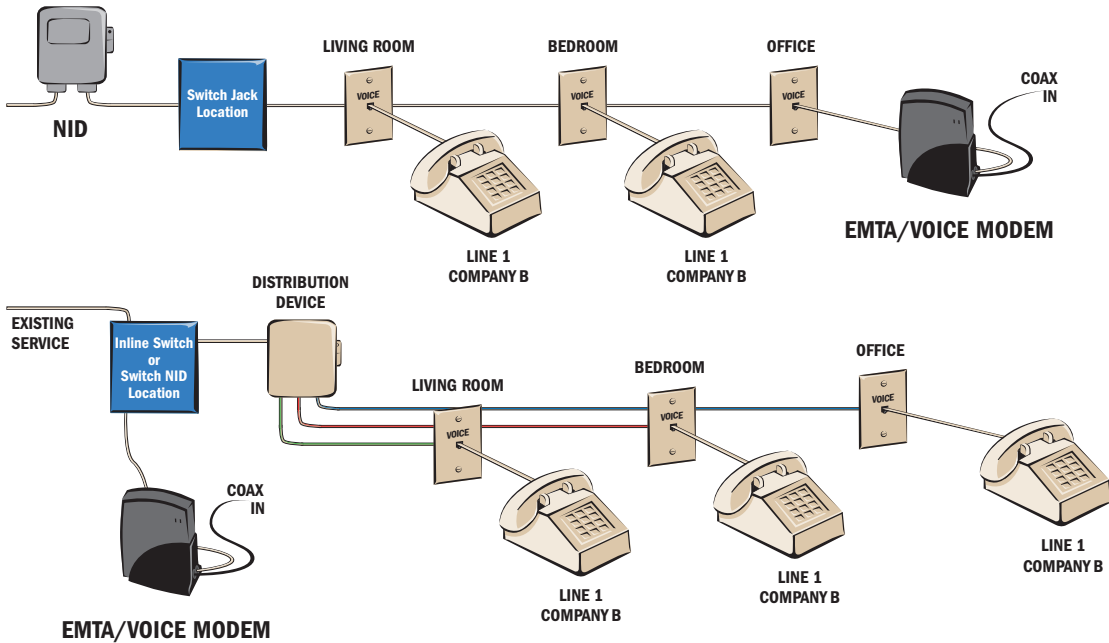 LIVING ROOM
BEDROOM
OFFICE
COAX
IN
Switch Jack
Location
VOICE
VOICE
VOICE
NID
EMTA/VOICE MODEM
LINE 1
COMPANY B
LINE 1
COMPANY B
DISTRIBUTION
DEVICE
EXISTING
SERVICE
Inline Switch
or
Switch NID
Location
LIVING ROOM
BEDROOM
OFFICE
VOICE
VOICE
VOICE
COAX
IN
LINE 1
COMPANY B
LINE 1
COMPANY B
LINE 1
COMPANY B
EMTA/VOICE MODEM